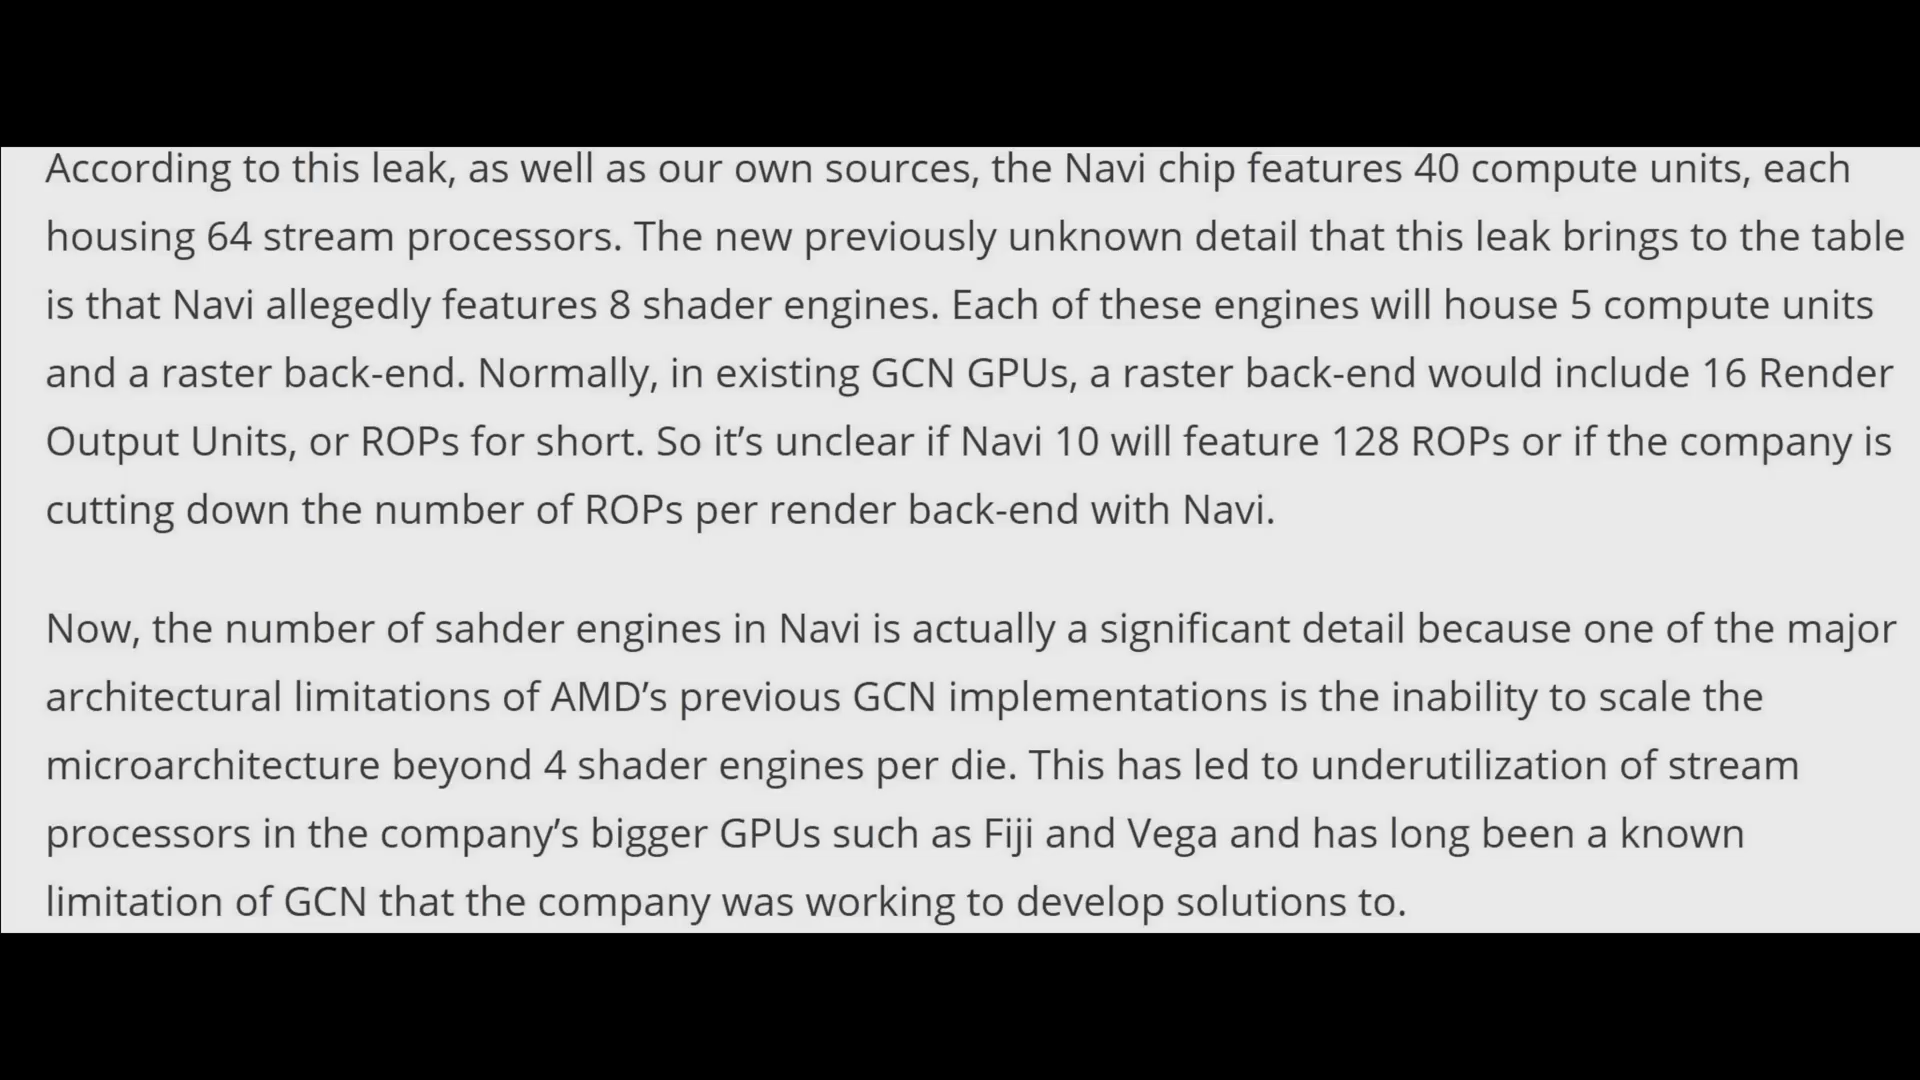 According to this leak, as well as our own sources, the Navi chip features 40 compute units, each
housing 64 stream processors. The new previously unknown detail that this leak brings to the table
is that Navi allegedly features 8 shader engines. Each of these engines will house 5 compute units
and a raster back-end. Normally, in existing GCN GPUs, a raster back-end would include 16 Render
Output Units, or ROPs for short. So it’s unclear if Navi 10 will feature 128 ROPs or if the company is
cutting down the number of ROPs per render back-end with Navi.
Now, the number of sahder engines in Navi is actually a significant detail because one of the major
architectural limitations of AMD’s previous GCN implementations is the inability to scale the
microarchitecture beyond 4 shader engines per die. This has led to underutilization of stream
processors in the company’s bigger GPUs such as Fiji and Vega and has long been a known
limitation of GCN that the company was working to develop solutions to.